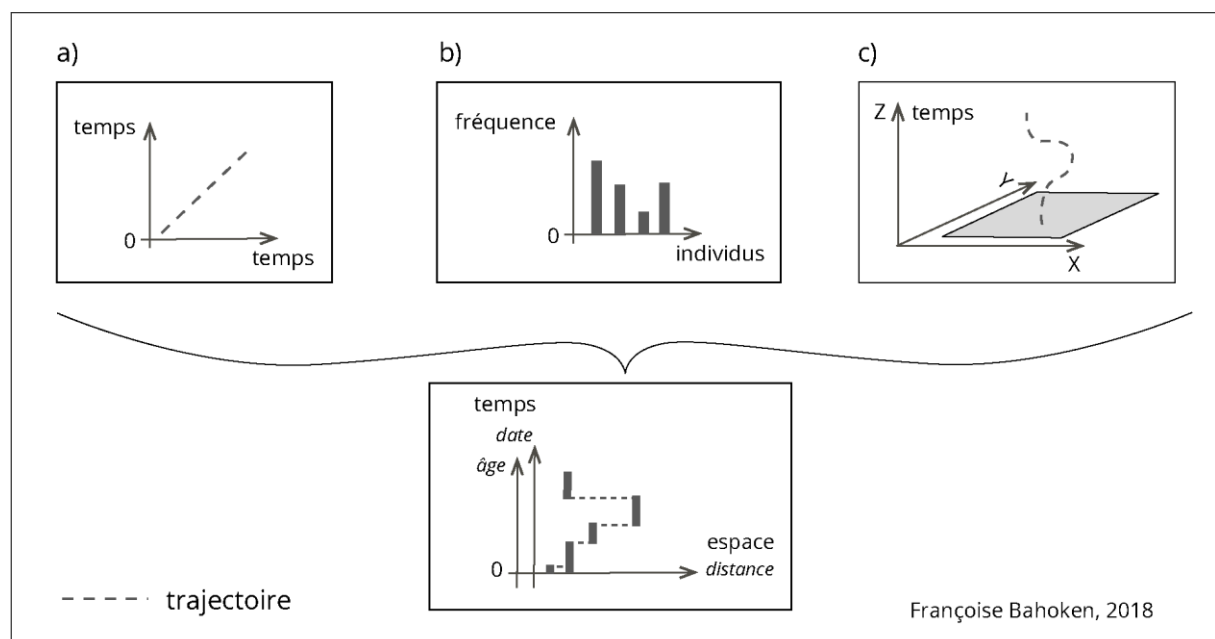 a)
temps
0
temps
b)
fréquence
0
individus
c)
Z temps
Y
X
temps
date
âge
0
espace
distance
trajectoire
Françoise Bahoken, 2018